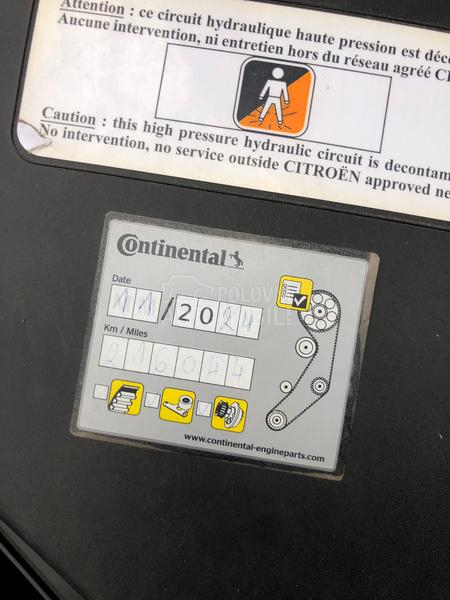 Attention : ce circuit hydraulique haute pression est déco
Aucune intervention, ni entretien hors du réseau agréé
Caution : this high pressure hydraulic circuit is decontam
No intervention, no service outside CITROËN approved ne
Continental
Date
11/2024
Km / Miles
216044
www.continental-engineparts.com